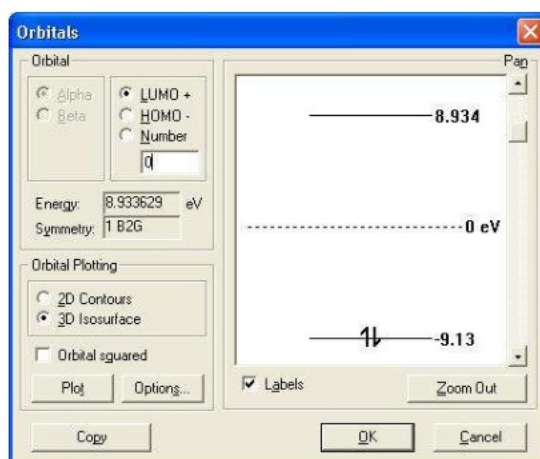 Orbitals
Orbital
Alpha
Beta
LUMO +
HOMO -
Number
0
Energy: 8.933629 eV
Symmetry: 1 B2G
Orbital Plotting
2D Contours
3D Isosurface
Orbital squared
Plot Options...
Copy
Pan
8.934
0 eV
-9.13
Labels
Zoom Out
OK Cancel